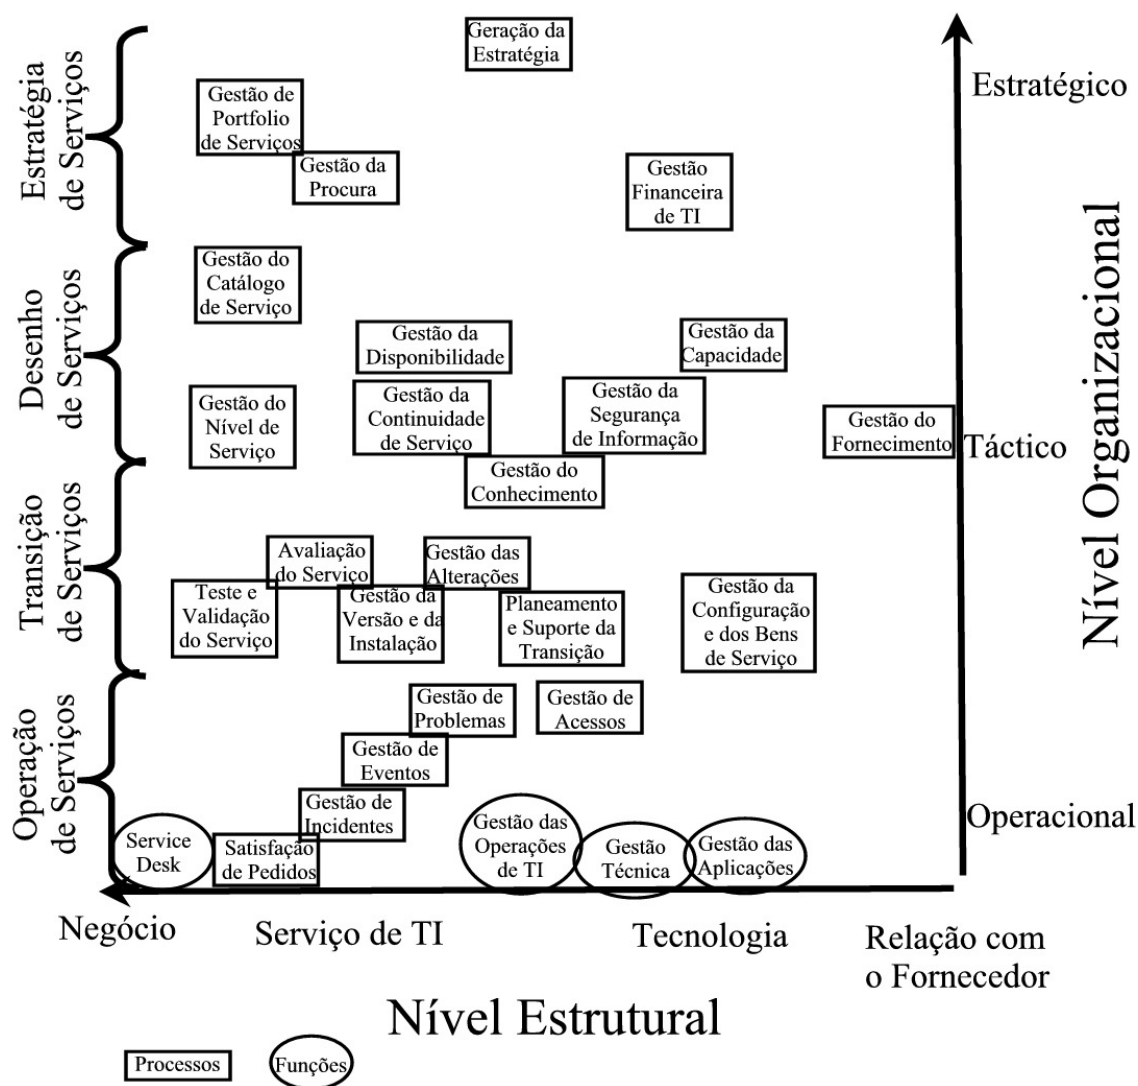 Geração da
Estratégia
Estratégico
Estratégia
de Serviços
Gestão de
Portfolio
de Serviços
Gestão da
Procura
Gestão
Financeira
de TI
Nível Organizacional
Desenho
de Serviços
Gestão do
Catálogo
de Serviço
Gestão da
Disponibilidade
Gestão da
Capacidade
Gestão do
Nível de
Serviço
Gestão da
Continuidade
de Serviço
Gestão da
Segurança
de Informação
Gestão do
Fornecimento
Táctico
Gestão do
Conhecimento
Transição
de Serviços
Avaliação
do Serviço
Gestão das
Alterações
Teste e
Validação
do Serviço
Gestão da
Versão e da
Instalação
Planeamento
e Suporte da
Transição
Gestão da
Configuração
e dos Bens
de Serviço
Operação
de Serviços
Gestão de
Problemas
Gestão de
Acessos
Gestão de
Eventos
Gestão de
Incidentes
Operacional
Service
Desk
Satisfação
de Pedidos
Gestão das
Operações
de TI
Gestão
Técnica
Gestão das
Aplicações
Negócio
Serviço de TI
Tecnologia
Relação com
o Fornecedor
Nível Estrutural
Processos
Funções